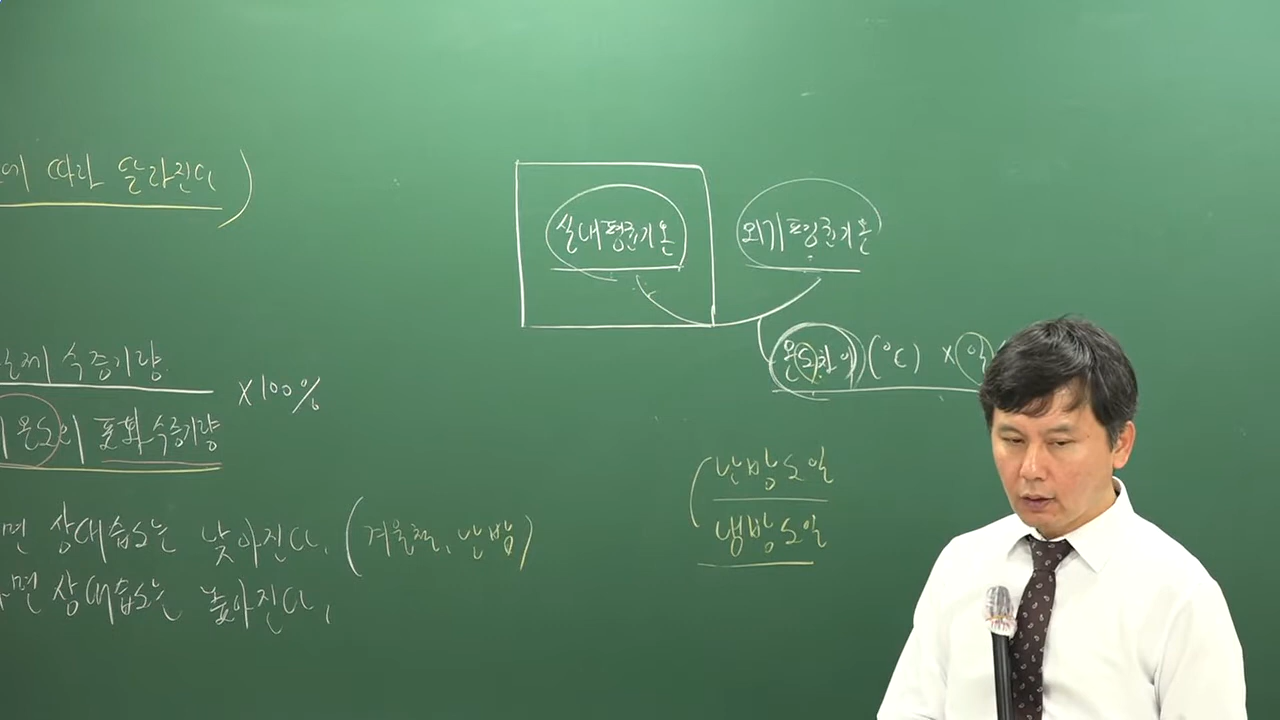 에 따라 달라진다)
실내평균기온
외기평균기온
온도차이 (℃) × 일
실제 수증기량
× 100%
온도의 포화수증기량
난방도일
냉방도일
면 상대습도는 낮아진다. (겨울철, 난방)
면 상대습도는 높아진다.